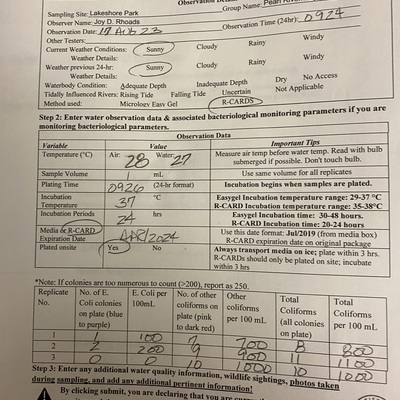 Sampling Site: Lakeshore Park Group Name: Pearl
Observer Name: Joy D. Rhoads
Observation Date: 17 AUG 23 Observation Time (24hr): 0924
Other Testers:
Current Weather Conditions: Sunny Cloudy Rainy Windy
Weather Details:
Weather previous 24-hr: Sunny Cloudy Rainy Windy
Weather Details:
Waterbody Condition: Adequate Depth Inadequate Depth Dry No Access
Tidally Influenced Rivers: Rising Tide Falling Tide Uncertain Not Applicable
Method used: Micrology Easy Gel R-CARDS
Step 2: Enter water observation data & associated bacteriological monitoring parameters if you are
monitoring bacteriological parameters.
Observation Data
Variable Value Important Tips
Temperature (°C) Air: 28 Water: 27 Measure air temp before water temp. Read with bulb
submerged if possible. Don't touch bulb.
Sample Volume 1 mL Use same volume for all replicates
Plating Time 0926 (24-hr format) Incubation begins when samples are plated.
Incubation Temperature 37 °C Easygel Incubation temperature range: 29-37 °C
R-CARD Incubation temperature range: 35-38°C
Incubation Periods 24 hrs Easygel Incubation time: 30-48 hours.
R-CARD Incubation time: 20-24 hours
Media & R-CARD Expiration Date APR/2024 Use this date format: Jul/2019 (from media box)
R-CARD expiration date on original package
Plated onsite Yes No Always transport media on ice; plate within 3 hrs.
R-CARDs should only be plated on site; incubate
within 3 hrs
*Note: If colonies are too numerous to count (>200), report as 250.
Replicate No. No. of E. Coli colonies on plate (blue to purple) E. Coli per 100mL No. of other coliforms on plate (pink to dark red) Other coliforms per 100 mL Total Coliforms (all colonies on plate) Total coliforms per 100 mL
1 1 100 7 700 8 800
2 2 200 9 900 11 1100
3 0 0 10 1000 10 1000
Step 3: Enter any additional water quality information, wildlife sightings, photos taken
during sampling, and add any additional pertinent information!
By clicking submit, you are declaring that you are curren